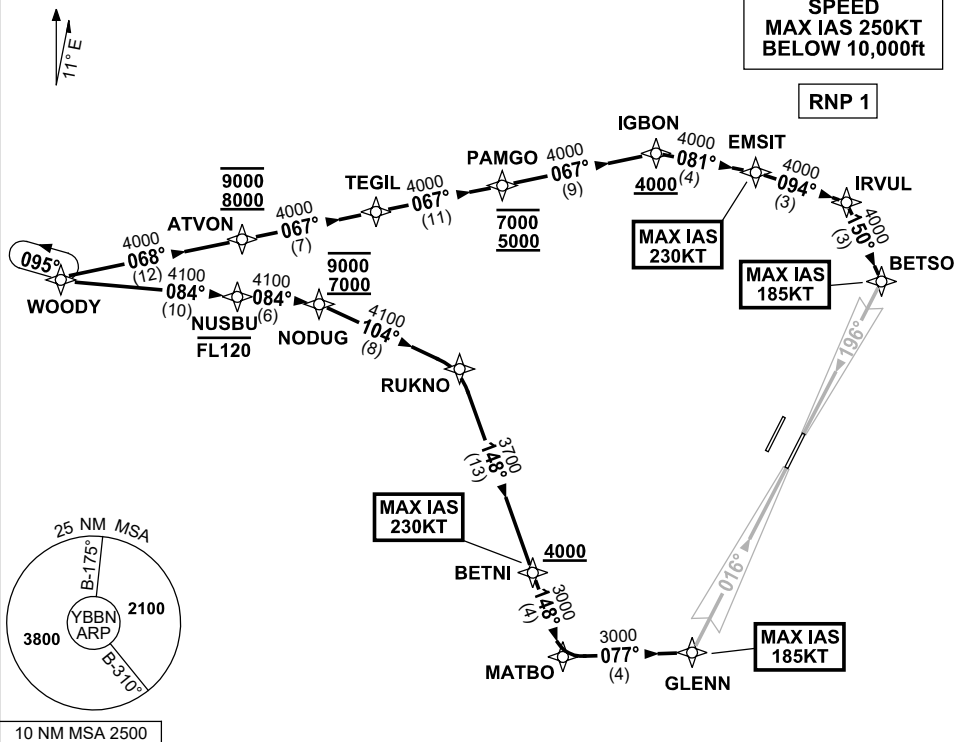 SPEED
MAX IAS 250KT
BELOW 10,000ft
RNP 1
11° E
IGBON
4000
081°
(4)
4000
EMSIT
4000
094°
(3)
IRVUL
4000
150°
(3)
BETSO
MAX IAS
230KT
MAX IAS
185KT
PAMGO
4000
067°
(9)
7000
5000
TEGIL
4000
067°
(11)
9000
8000
ATVON
4000
067°
(7)
4000
068°
(12)
095°
WOODY
4100
084°
(10)
NUSBU
FL120
4100
084°
(6)
9000
7000
NODUG
4100
104°
(8)
RUKNO
3700
148°
(13)
MAX IAS
230KT
4000
BETNI
3000
148°
(4)
MATBO
3000
077°
(4)
GLENN
MAX IAS
185KT
196°
016°
25 NM MSA
B-175°
YBBN
ARP
2100
3800
B-310°
10 NM MSA 2500